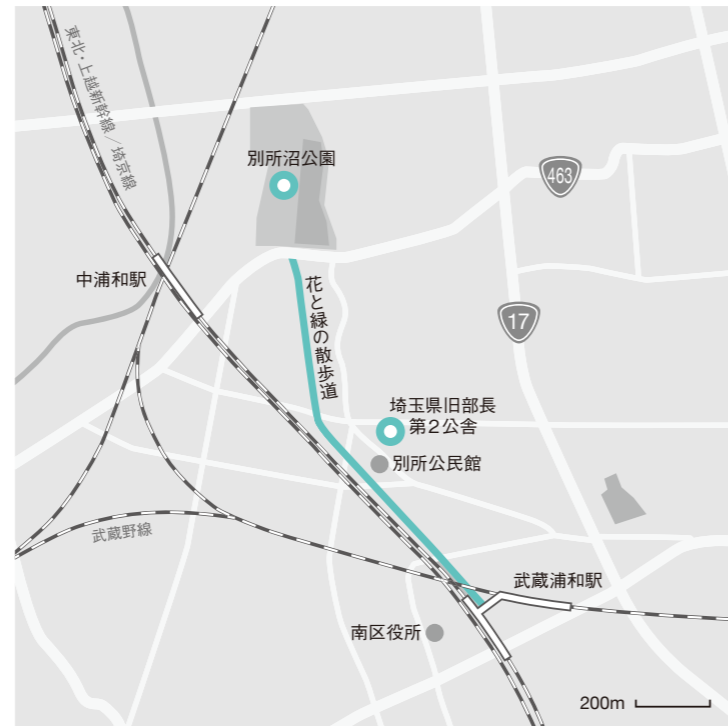 東北・上越新幹線／埼京線
別所沼公園
463
中浦和駅
花と緑の散歩道
17
埼玉県旧部長
第2公舎
別所公民館
武蔵野線
武蔵浦和駅
南区役所
200m